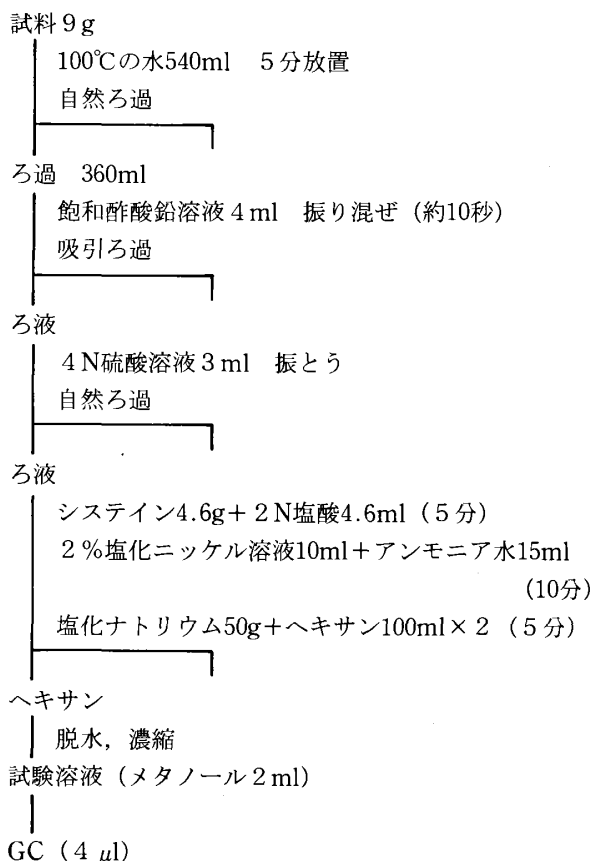 試料9g
100℃の水540ml 5分放置
自然ろ過
ろ過 360ml
飽和酢酸鉛溶液4ml 振り混ぜ（約10秒）
吸引ろ過
ろ液
4N硫酸溶液3ml 振とう
自然ろ過
ろ液
システイン4.6g＋2N塩酸4.6ml（5分）
2％塩化ニッケル溶液10ml＋アンモニア水15ml
（10分）
塩化ナトリウム50g＋ヘキサン100ml×2（5分）
ヘキサン
脱水，濃縮
試験溶液（メタノール2ml）
GC（4 μl）